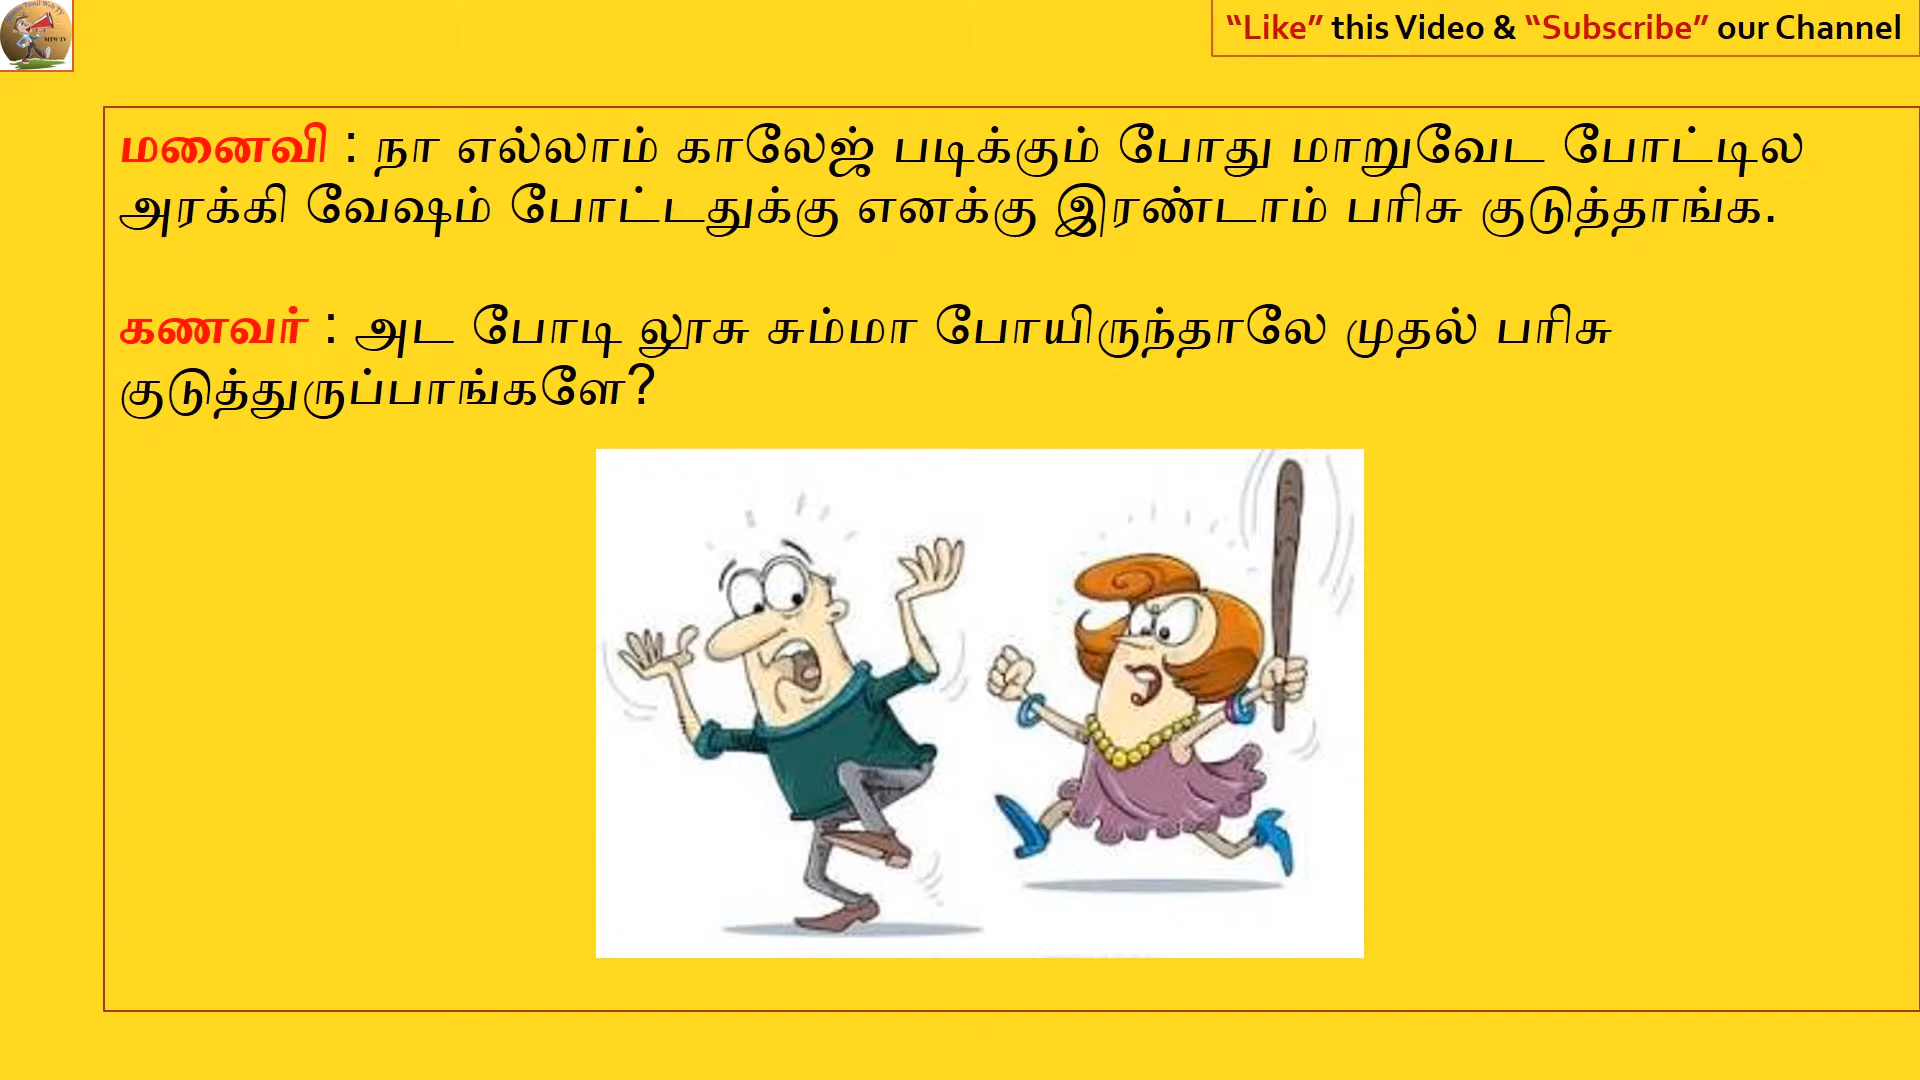 “Like” this Video & “Subscribe” our Channel
மனைவி : நா எல்லாம் காலேஜ் படிக்கும் போது மாறுவேட போட்டில
அரக்கி வேஷம் போட்டதுக்கு எனக்கு இரண்டாம் பரிசு குடுத்தாங்க.
கணவர் : அட போடி லூசு சும்மா போயிருந்தாலே முதல் பரிசு
குடுத்துருப்பாங்களே?